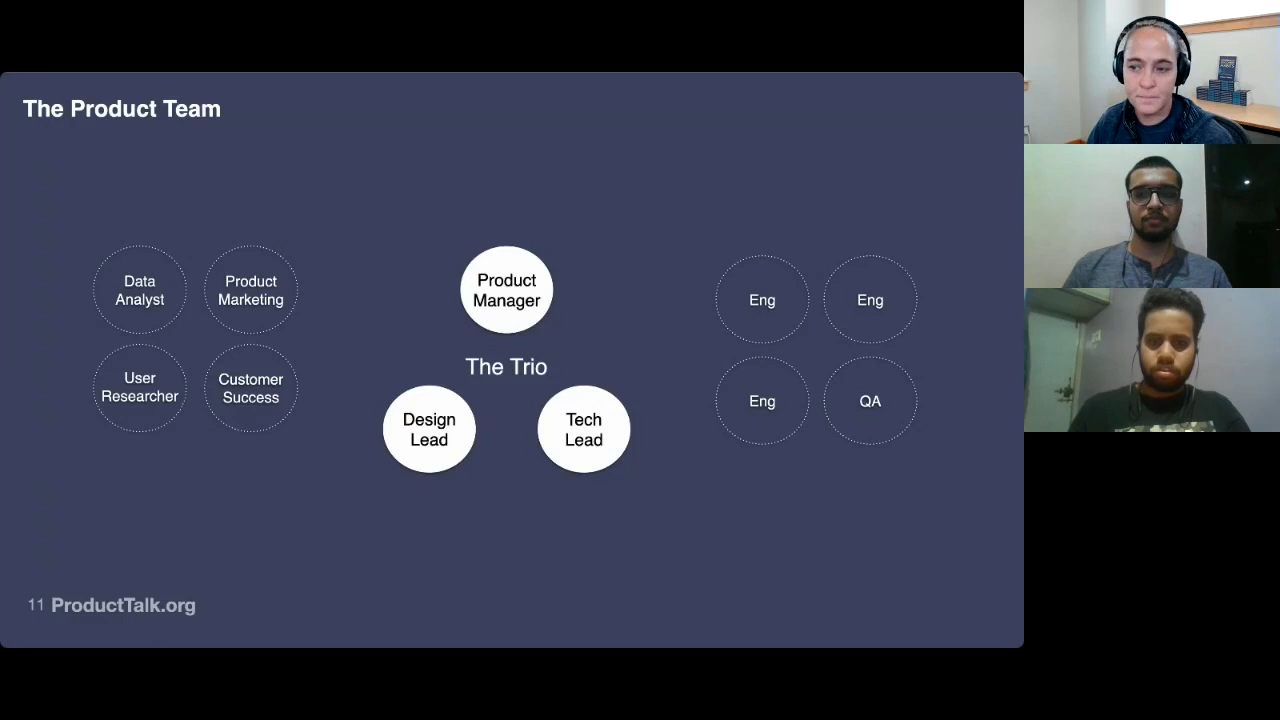 The Product Team
Data
Analyst
Product
Marketing
User
Researcher
Customer
Success
Product
Manager
The Trio
Design
Lead
Tech
Lead
Eng
Eng
Eng
QA
11 ProductTalk.org